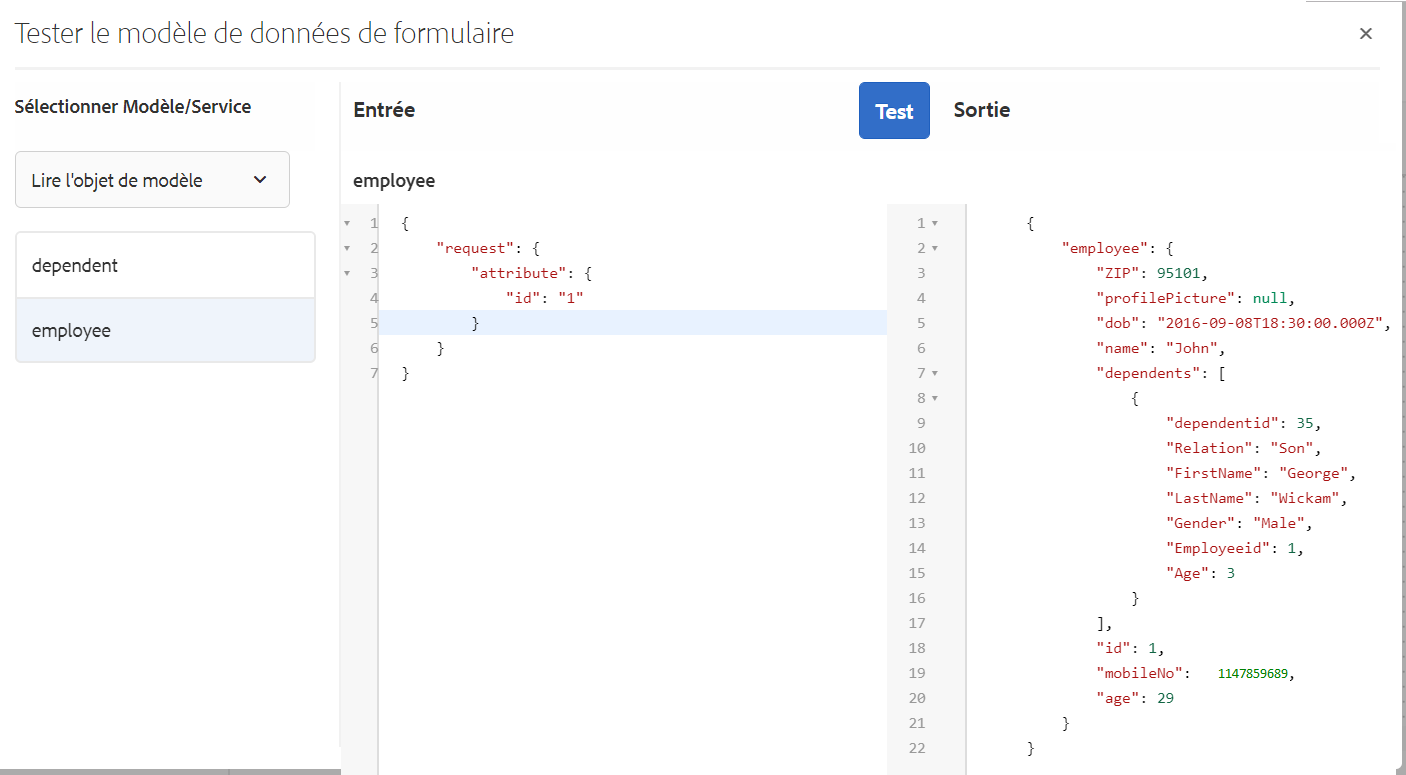 Tester le modèle de données de formulaire
×
Sélectionner Modèle/Service
Lire l'objet de modèle
dependent
employee
Entrée
Test
Sortie
employee
1 {
2 "request": {
3 "attribute": {
4 "id": "1"
5 }
6 }
7 }
1 {
2 "employee": {
3 "ZIP": 95101,
4 "profilePicture": null,
5 "dob": "2016-09-08T18:30:00.000Z",
6 "name": "John",
7 "dependents": [
8 {
9 "dependentid": 35,
10 "Relation": "Son",
11 "FirstName": "George",
12 "LastName": "Wickam",
13 "Gender": "Male",
14 "Employeeid": 1,
15 "Age": 3
16 }
17 ],
18 "id": 1,
19 "mobileNo": 1147859689,
20 "age": 29
21 }
22 }